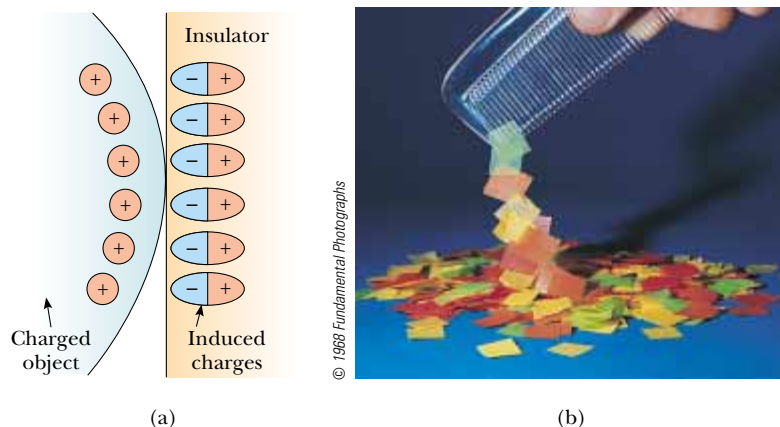 Insulator
+
+
+
+
+
+
– +
– +
– +
– +
– +
– +
Charged
object
Induced
charges
(a)
© 1968 Fundamental Photographs
(b)